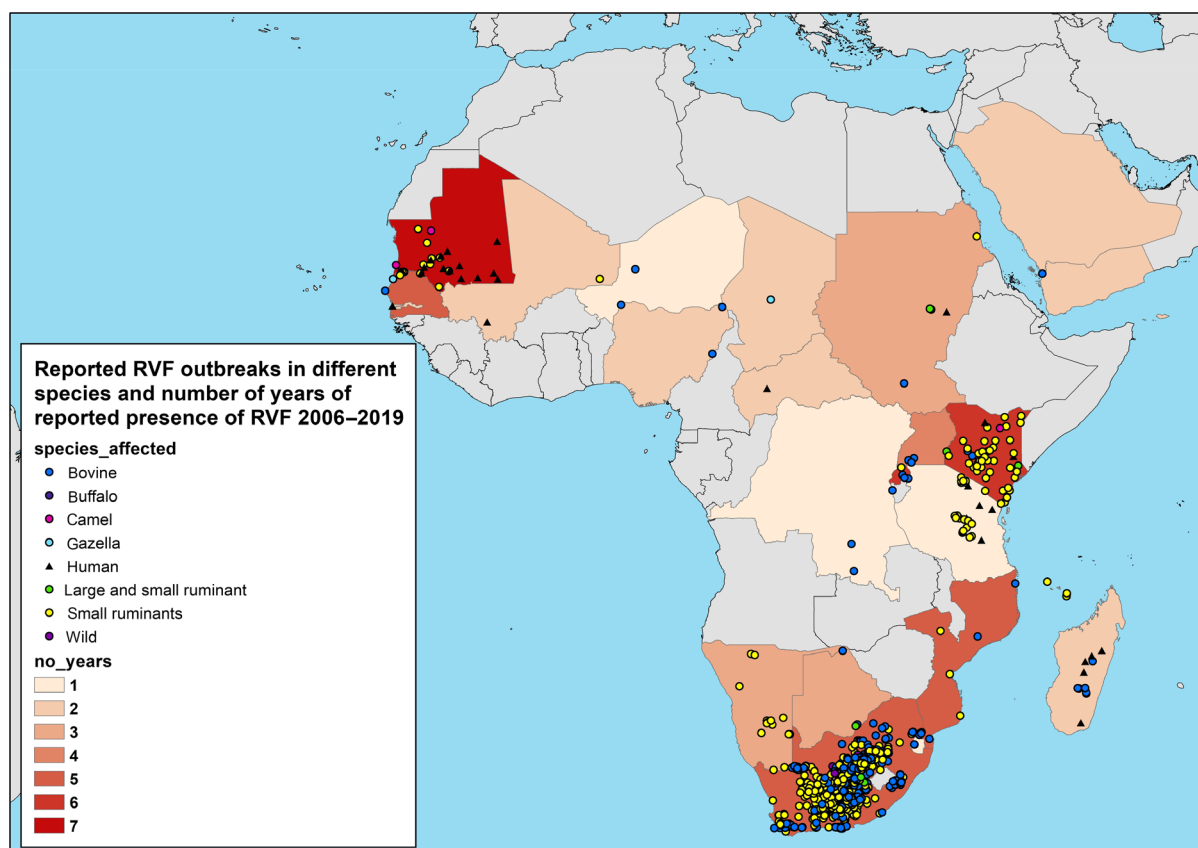 Reported RVF outbreaks in different
species and number of years of
reported presence of RVF 2006–2019
species_affected
Bovine
Buffalo
Camel
Gazella
Human
Large and small ruminant
Small ruminants
Wild
no_years
1
2
3
4
5
6
7